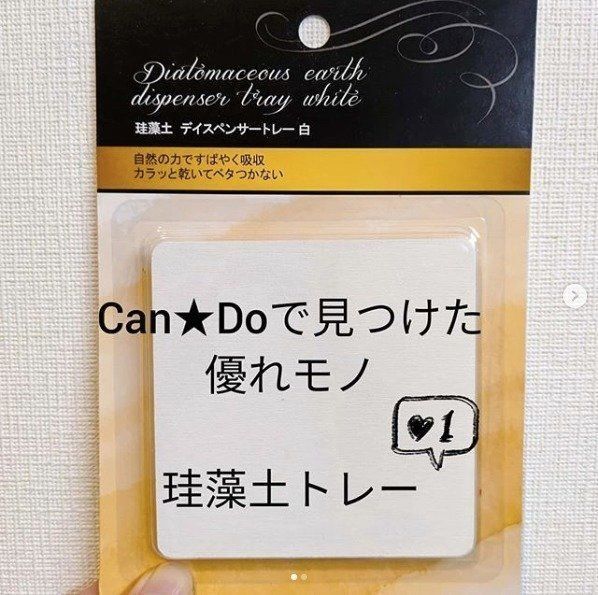 Diatomaceous earth
dispenser tray white
珪藻土 デイスペンサートレー 白
自然の力ですばやく吸収
カラッと乾いてベタつかない
Can★Doで見つけた
優れモノ
♥1
珪藻土トレー